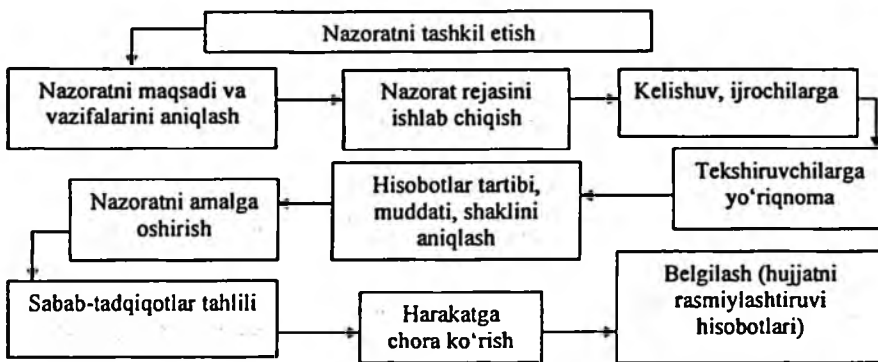 Nazoratni tashkil etish
Nazoratni maqsadi va
vazifalarini aniqlash
Nazorat rejasini
ishlab chiqish
Kelishuv, ijrochilarga
Tekshiruvchilarga
yo‘riqnoma
Hisobotlar tartibi,
muddati, shaklini
aniqlash
Nazoratni amalga
oshirish
Sabab-tadqiqotlar tahlili
Harakatga
chora ko‘rish
Belgilash (hujjatni
rasmiylashtiruvi
hisobotlari)